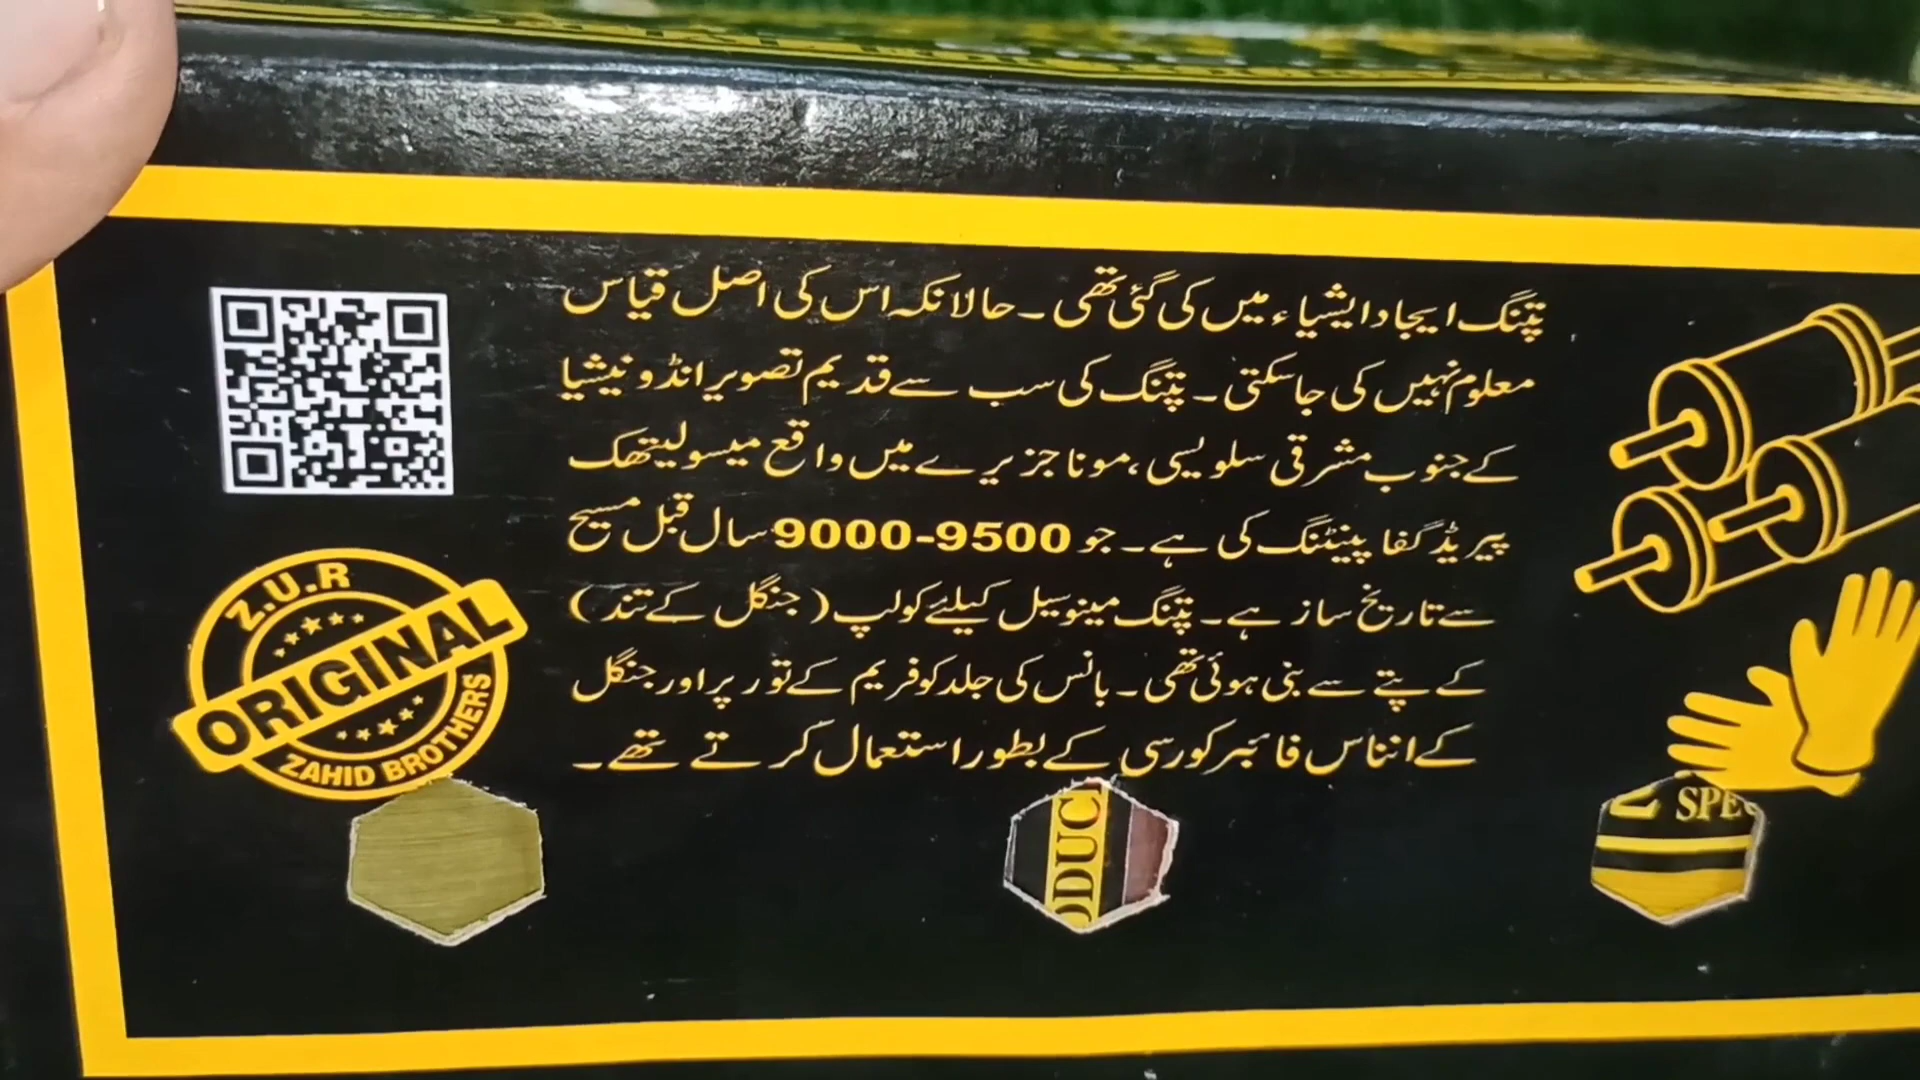 پتنگ ایجاد ایشیاء میں کی گئی تھی۔ حالانکہ اس کی اصل قیاس
معلوم نہیں کی جا سکتی۔ پتنگ کی سب سے قدیم تصویر انڈونیشیا
کے جنوب مشرقی سلویسی، مونا جزیرے میں واقع میسولیتھک
پیریڈ گفا پینٹنگ کی ہے۔ جو 9500-9000 سال قبل مسیح
سے تاریخ ساز ہے۔ پتنگ مینوسیل کیلئے کولپ (جنگل کے تند)
کے پتے سے بنی ہوئی تھی۔ بانس کی جلد کو فریم کے تور پر اور جنگل
کے انناس فائبر کو رسی کے بطور استعمال کرتے تھے۔
Z.U.R
ORIGINAL
ZAHID BROTHERS
ODUC
SPE